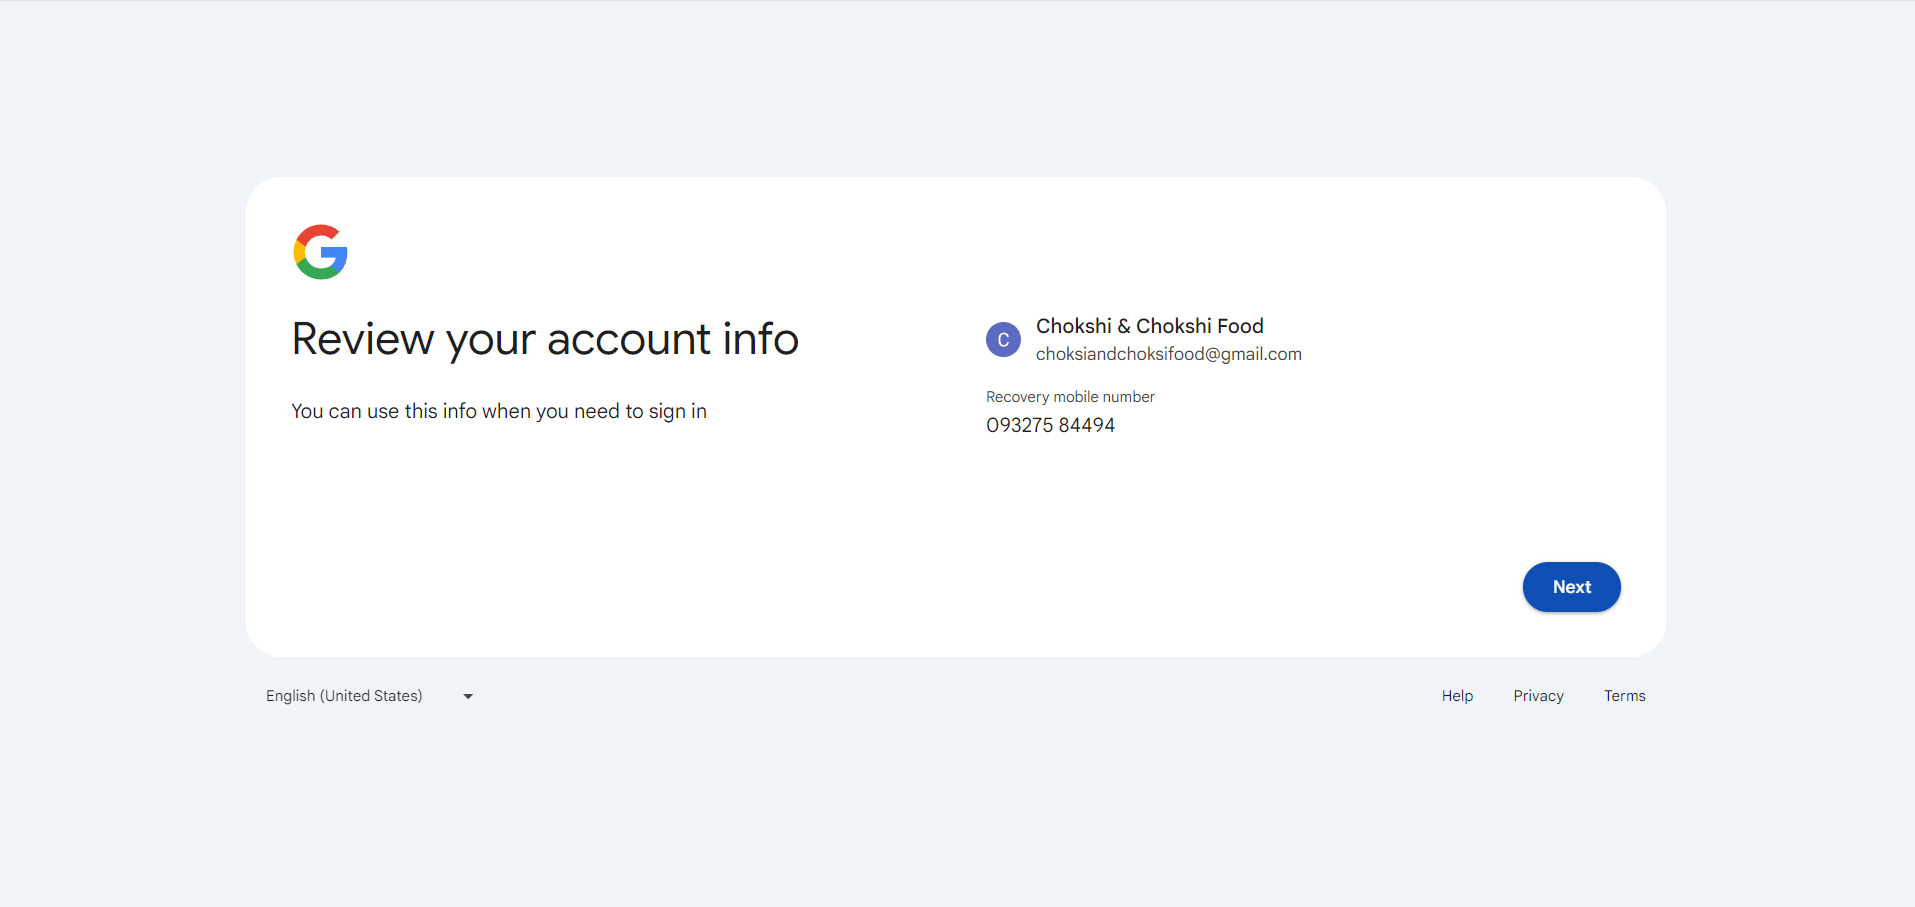 Review your account info
You can use this info when you need to sign in
C
Chokshi & Chokshi Food
choksiandchoksifood@gmail.com
Recovery mobile number
093275 84494
Next
English (United States)
Help
Privacy
Terms